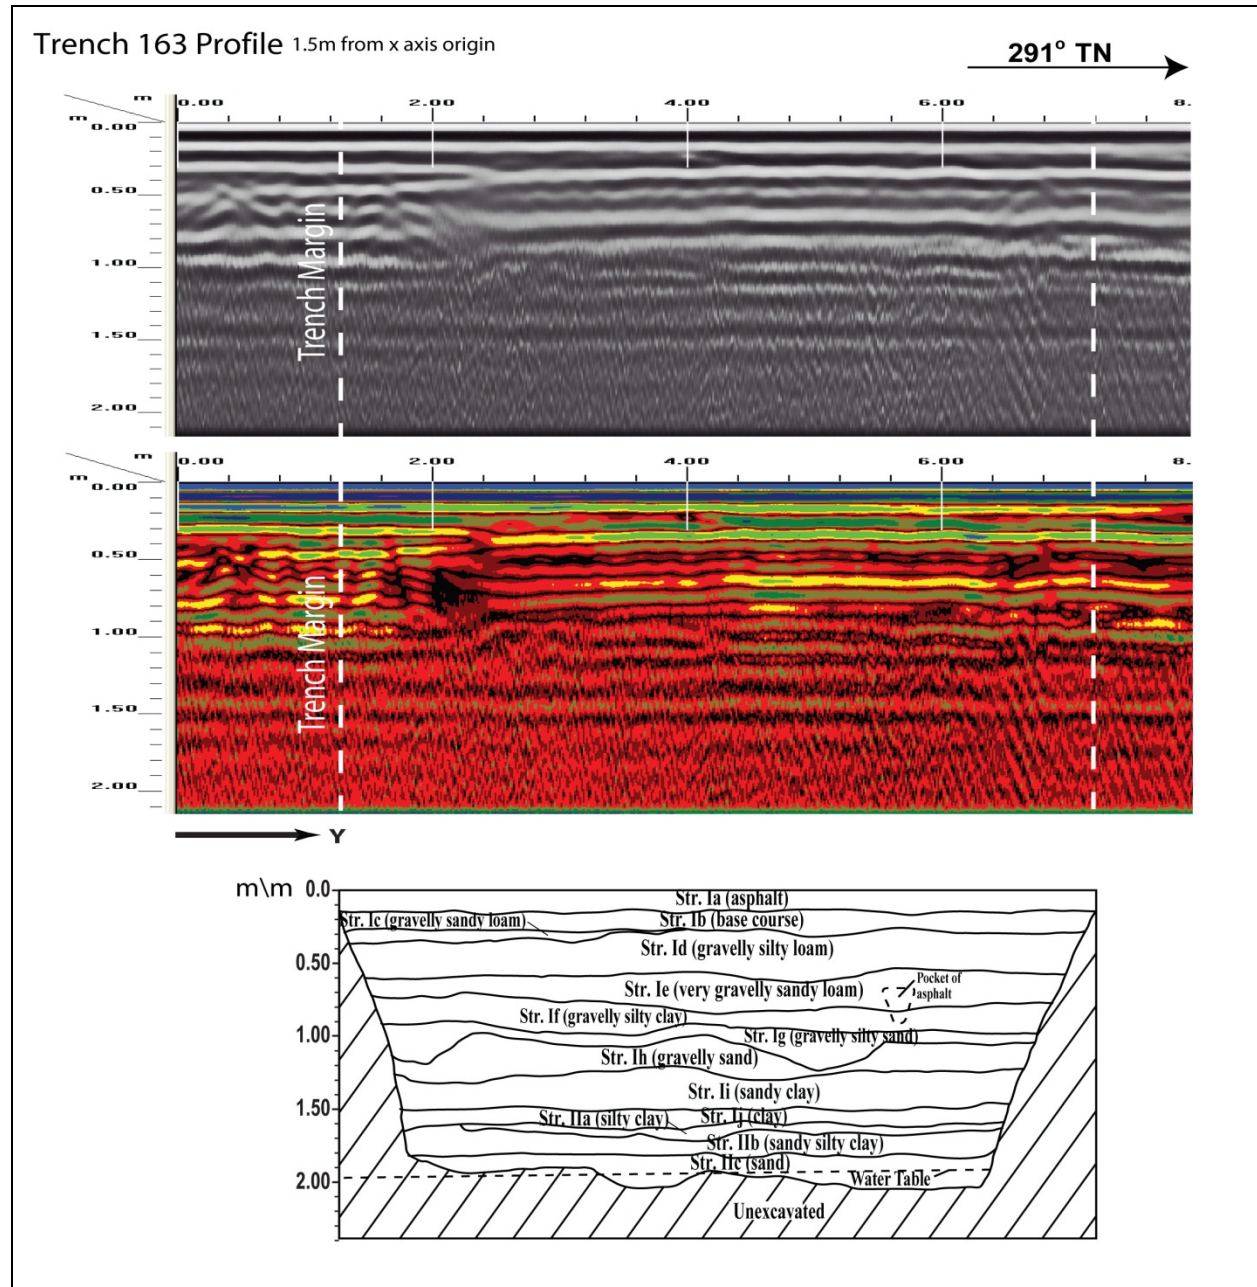 Trench 163 Profile 1.5m from x axis origin
291° TN
m 0.00 2.00 4.00 6.00 8.
m
0.00
0.50
1.00
1.50
2.00
Trench Margin
m 0.00 2.00 4.00 6.00 8.
m
0.00
0.50
1.00
1.50
2.00
Trench Margin
Y
m\m 0.0
Str. Ia (asphalt)
Str. Ic (gravelly sandy loam)
Str. Ib (base course)
Str. Id (gravelly silty loam)
0.50
Str. Ie (very gravelly sandy loam)
Pocket of
asphalt
Str. If (gravelly silty clay)
1.00
Str. Ig (gravelly silty sand)
Str. Ih (gravelly sand)
Str. Ii (sandy clay)
1.50
Str. IIa (silty clay)
Str. Ij (clay)
Str. IIb (sandy silty clay)
Str. IIc (sand)
2.00
Water Table
Unexcavated